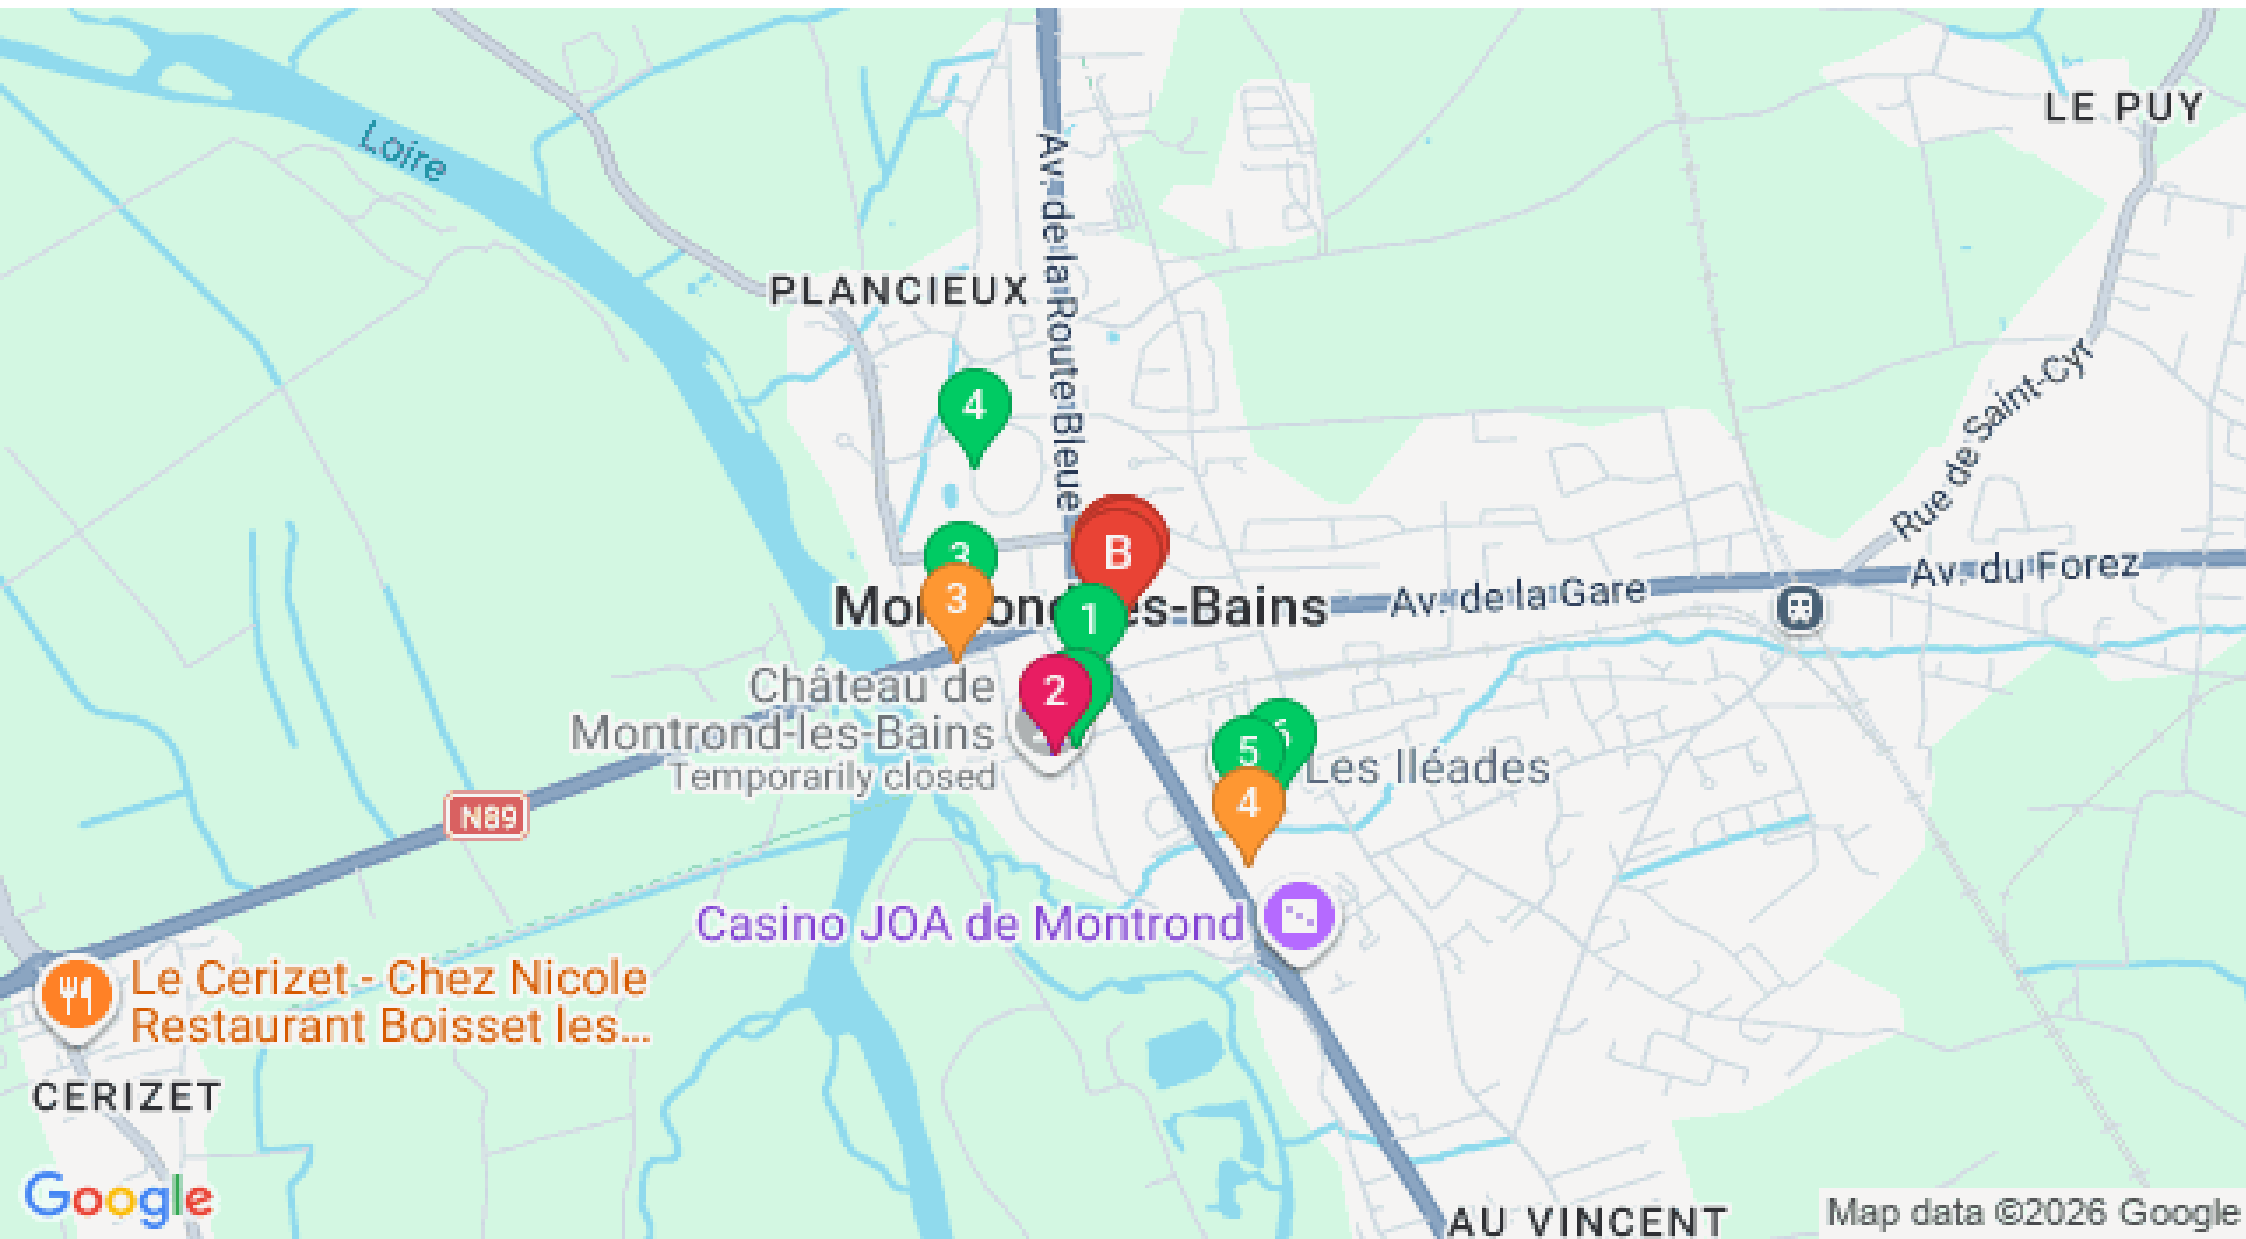 LE PUY
Loire
Av. de la Route Bleue
PLANCIEUX
Rue de Saint-Cyr
4
3
B
Av. du Forez
3
1
Av. de la Gare
Château de
Montrond-les-Bains
Temporarily closed
2
6
5
Les Iléades
4
N89
Casino JOA de Montrond
Le Cerizet - Chez Nicole
Restaurant Boisset les...
CERIZET
Google
AU VINCENT
Map data ©2026 Google